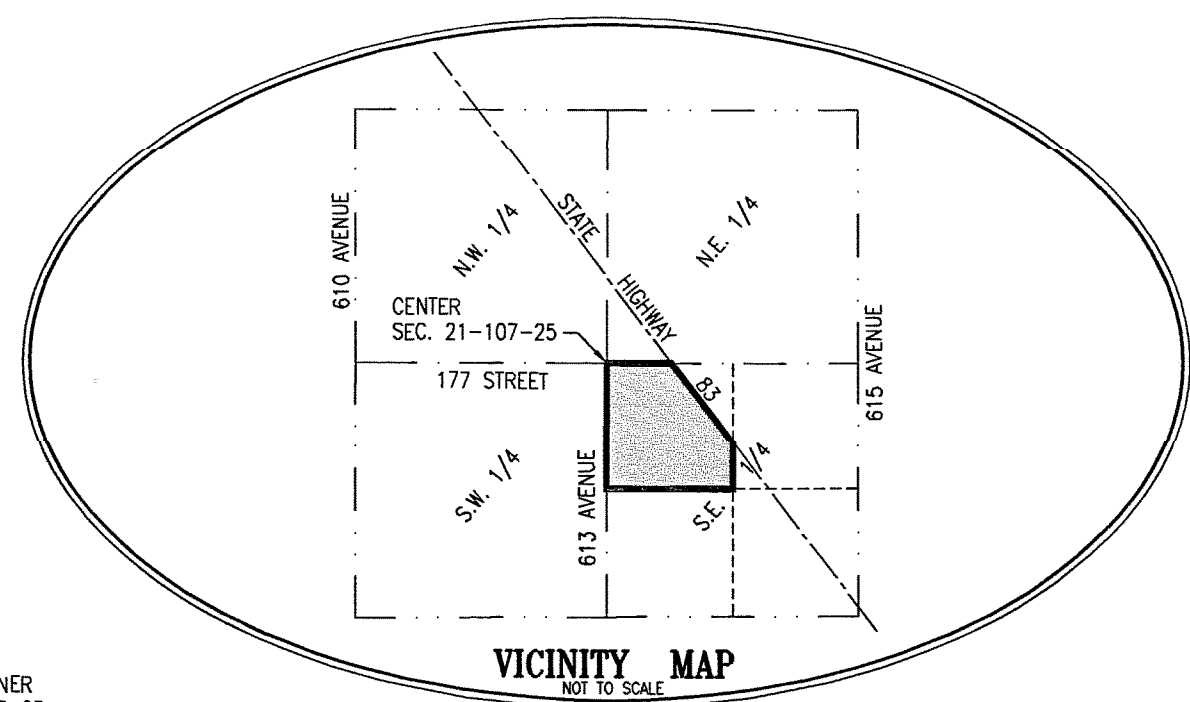 STATE
HIGHWAY
83
610 AVENUE
N.W. 1/4
N.E. 1/4
CENTER
SEC. 21-107-25
177 STREET
615 AVENUE
S.W. 1/4
613 AVENUE
S.E. 1/4
VICINITY MAP
NOT TO SCALE
NER